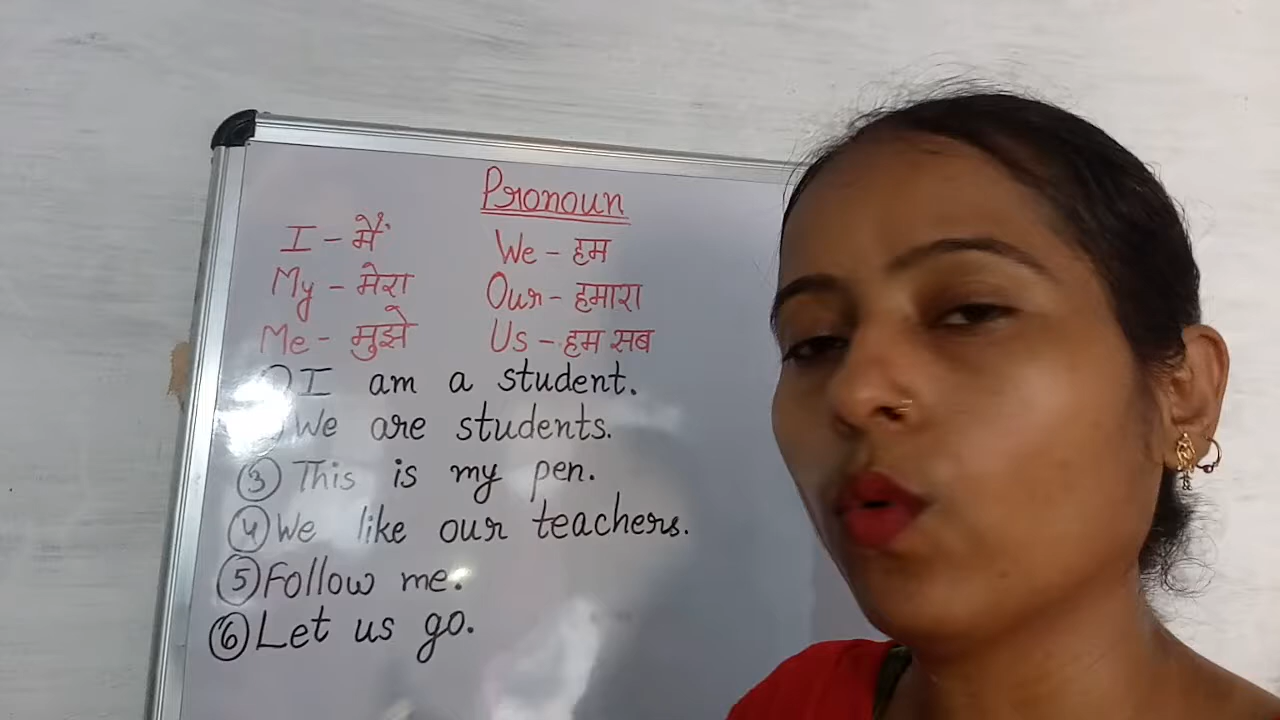 Pronoun
I - मैं We - हम
My - मेरा Our - हमारा
Me - मुझे Us - हम सब
I am a student.
We are students.
③ This is my pen.
④ We like our teachers.
⑤ Follow me.
⑥ Let us go.